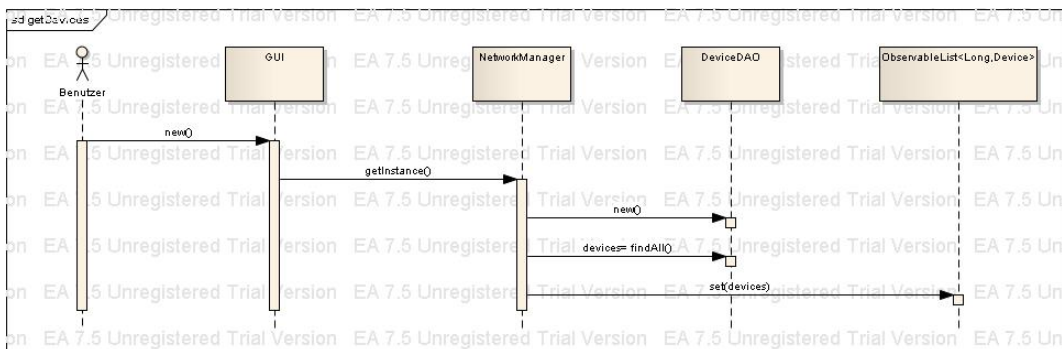 sd getDevices
Benutzer
GUI
NetworkManager
DeviceDAO
ObservableList<Long,Device>
new()
getInstance()
new()
devices= findAll()
set(devices)
EA 7.5 Unregistered Trial Version